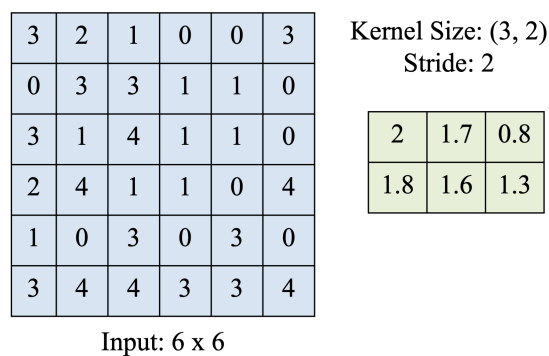 3 2 1 0 0 3
0 3 3 1 1 0
3 1 4 1 1 0
2 4 1 1 0 4
1 0 3 0 3 0
3 4 4 3 3 4
Input: 6 x 6
Kernel Size: (3, 2)
Stride: 2
2 1.7 0.8
1.8 1.6 1.3